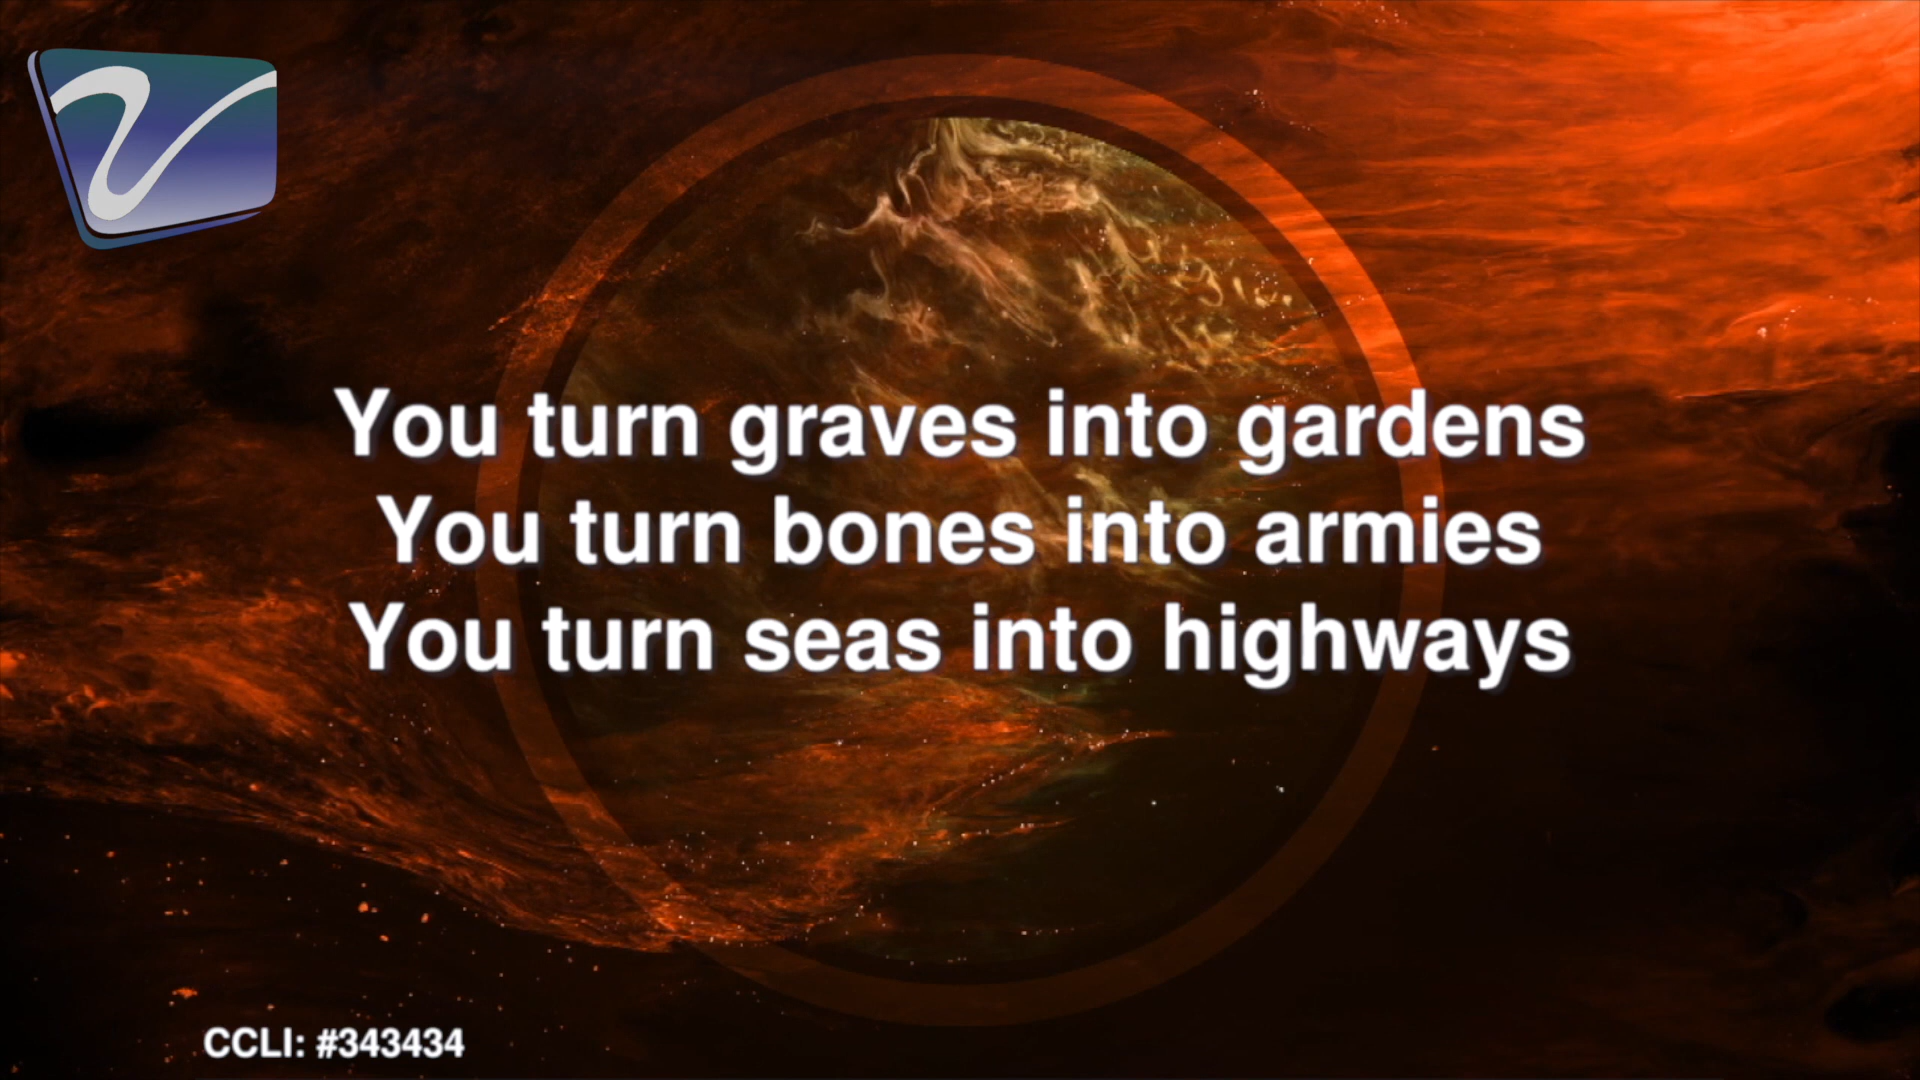 You turn graves into gardens
You turn bones into armies
You turn seas into highways
CCLI: #343434